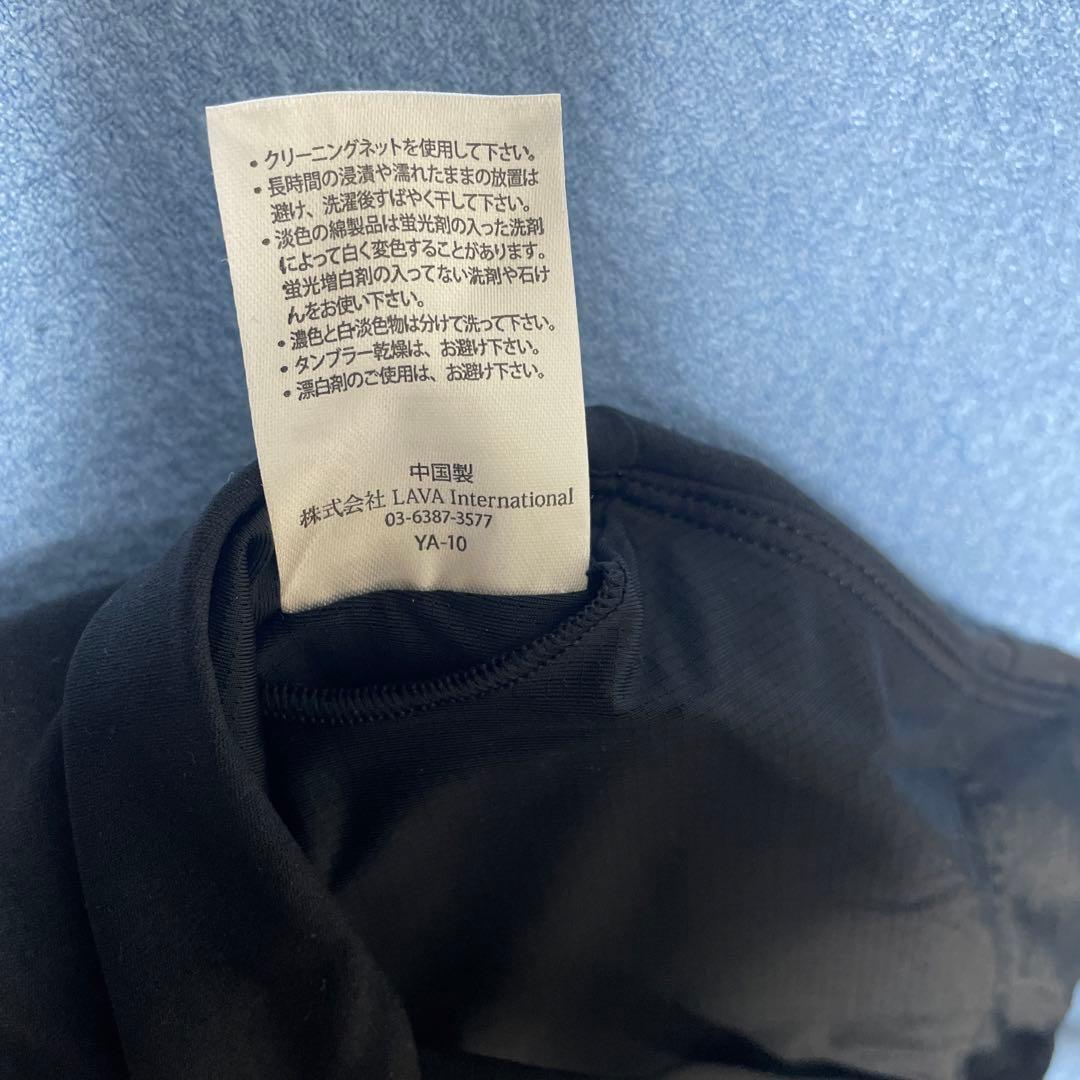 ・クリーニングネットを使用して下さい。
・長時間の浸漬や濡れたままの放置は
避け、洗濯後すばやく干して下さい。
・淡色の綿製品は蛍光剤の入った洗剤
によって白く変色することがあります。
蛍光増白剤の入ってない洗剤や石け
んをお使い下さい。
・濃色と白・淡色物は分けて洗って下さい。
・タンブラー乾燥は、お避け下さい。
・漂白剤のご使用は、お避け下さい。
中国製
株式会社 LAVA International
03-6387-3577
YA-10